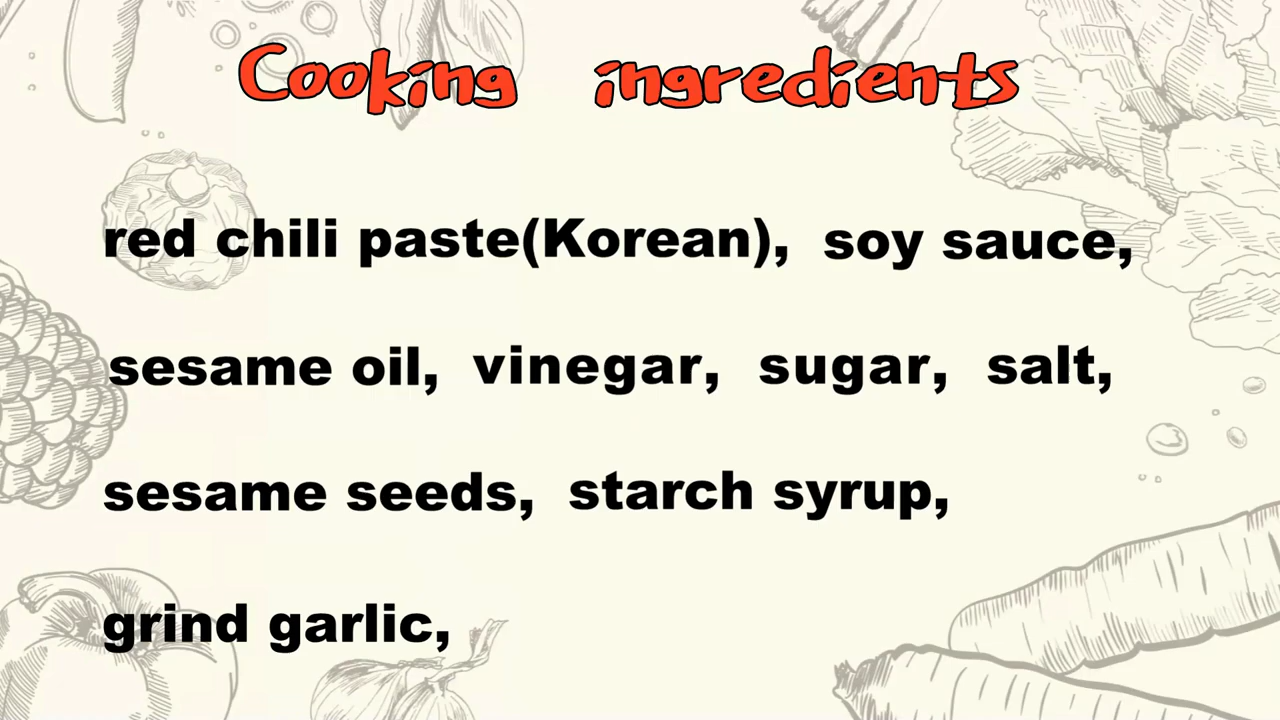 Cooking ingredients
red chili paste(Korean), soy sauce,
sesame oil, vinegar, sugar, salt,
sesame seeds, starch syrup,
grind garlic,